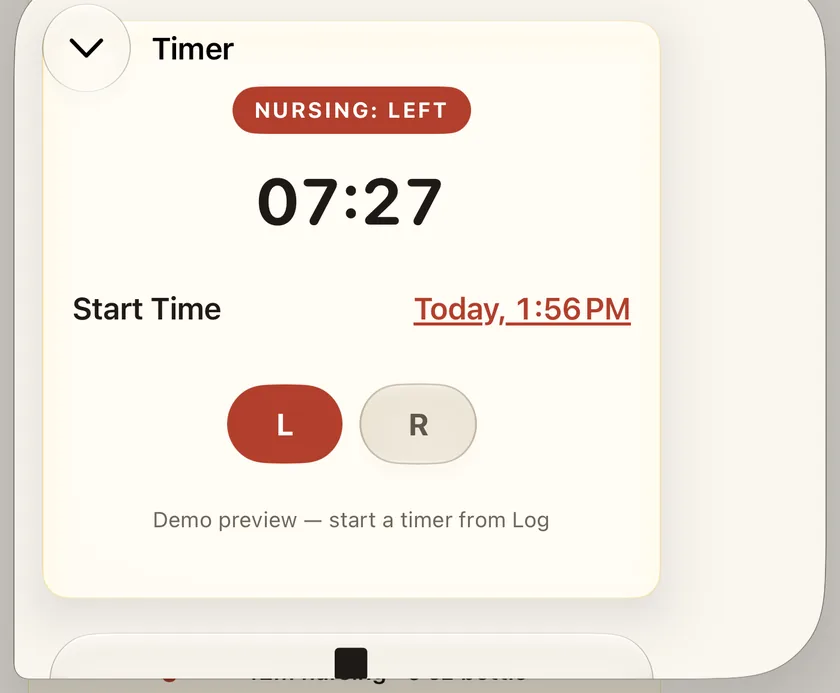 Timer
NURSING: LEFT
07:27
Start Time
Today, 1:56 PM
L
R
Demo preview — start a timer from Log